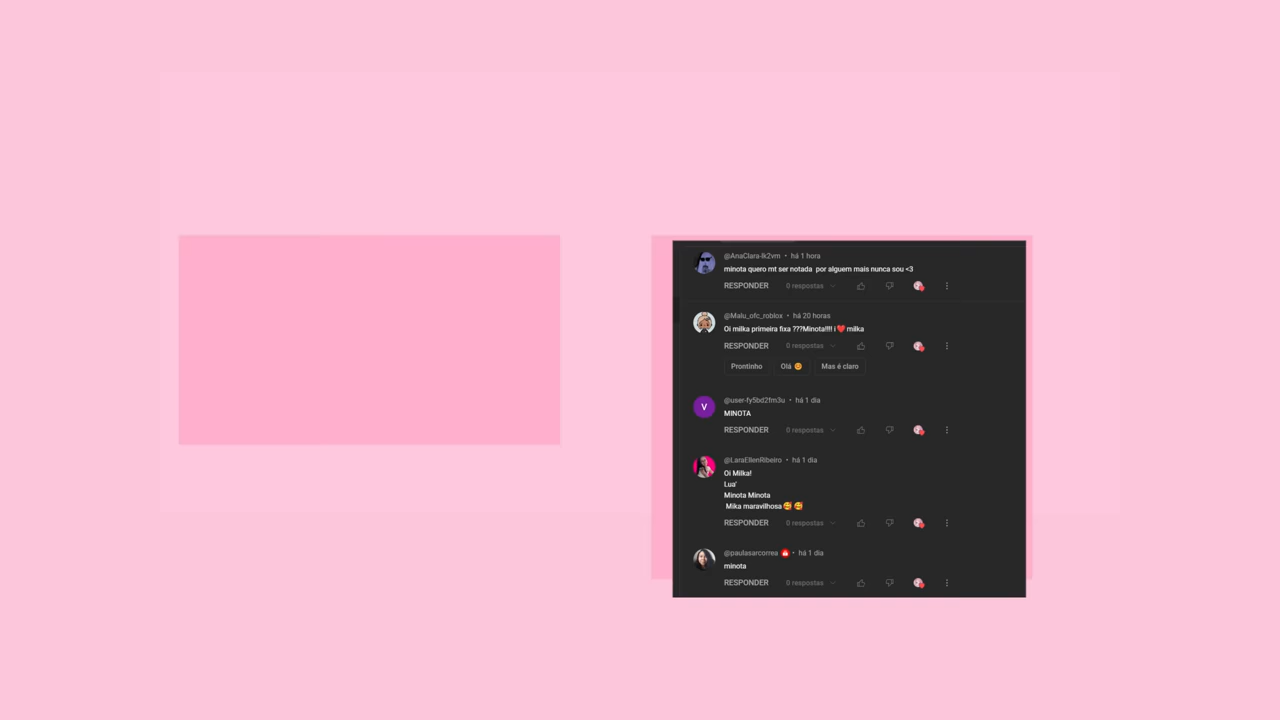 @AnaClara-lk2vm • há 1 hora
minota quero mt ser notada por alguem mais nunca sou <3
RESPONDER 0 respostas
@Malu_ofc_roblox • há 20 horas
Oi milka primeira fixa ???Minota!!!! i❤️ milka
RESPONDER 0 respostas
Prontinho Olá 😊 Mas é claro
V @user-fy5bd2fm3u • há 1 dia
MINOTA
RESPONDER 0 respostas
@LaraEllenRibeiro • há 1 dia
Oi Milka!
Lua'
Minota Minota
Mika maravilhosa 🥰 🥰
RESPONDER 0 respostas
@paulasarcorrea • há 1 dia
minota
RESPONDER 0 respostas